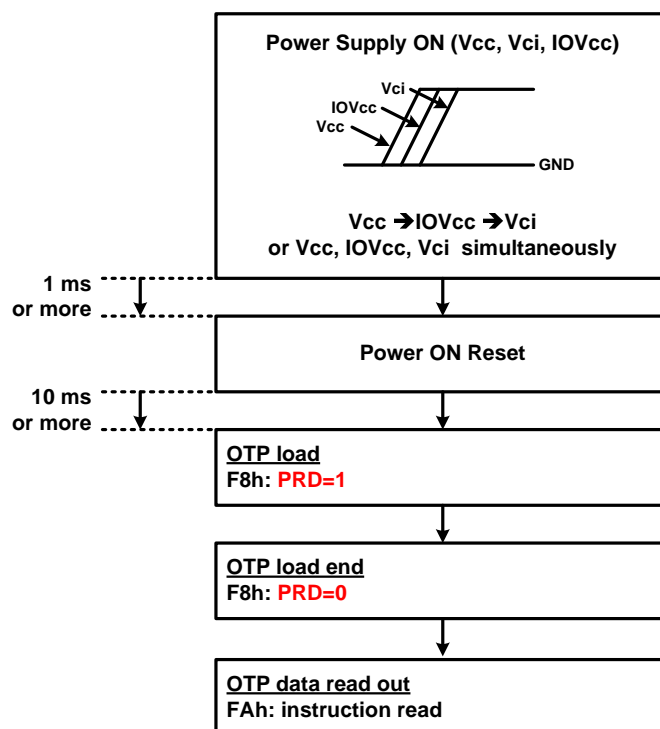 Power Supply ON (Vcc, Vci, IOVcc)
Vci
IOVcc
Vcc
GND
Vcc ➔IOVcc ➔Vci
or Vcc, IOVcc, Vci simultaneously
1 ms
or more
Power ON Reset
10 ms
or more
OTP load
F8h: PRD=1
OTP load end
F8h: PRD=0
OTP data read out
FAh: instruction read